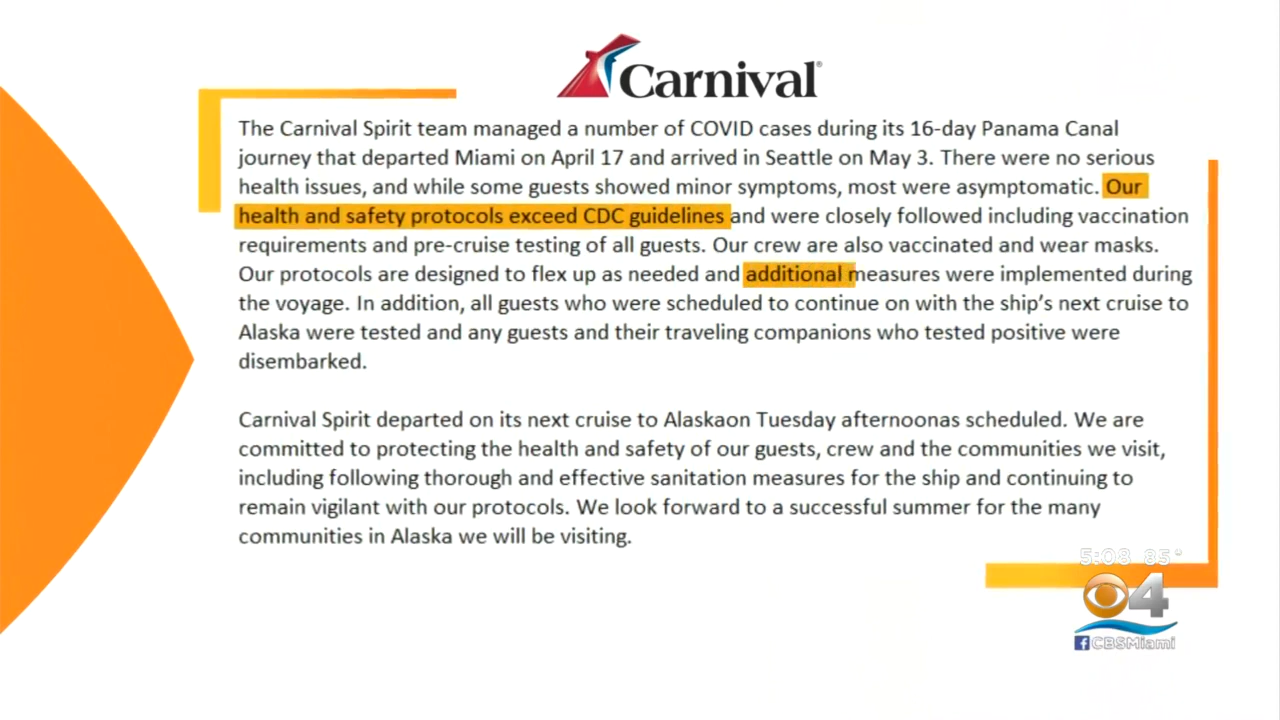 Carnival®
The Carnival Spirit team managed a number of COVID cases during its 16-day Panama Canal
journey that departed Miami on April 17 and arrived in Seattle on May 3. There were no serious
health issues, and while some guests showed minor symptoms, most were asymptomatic. Our
health and safety protocols exceed CDC guidelines and were closely followed including vaccination
requirements and pre-cruise testing of all guests. Our crew are also vaccinated and wear masks.
Our protocols are designed to flex up as needed and additional measures were implemented during
the voyage. In addition, all guests who were scheduled to continue on with the ship's next cruise to
Alaska were tested and any guests and their traveling companions who tested positive were
disembarked.
Carnival Spirit departed on its next cruise to Alaskaon Tuesday afternoonas scheduled. We are
committed to protecting the health and safety of our guests, crew and the communities we visit,
including following thorough and effective sanitation measures for the ship and continuing to
remain vigilant with our protocols. We look forward to a successful summer for the many
communities in Alaska we will be visiting.
5:08 85°
4
f CBSMiami